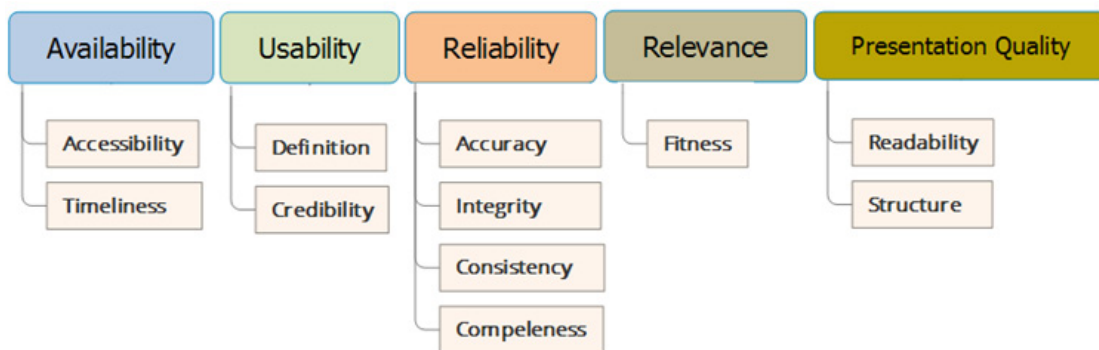 Availability
Accessibility
Timeliness
Usability
Definition
Credibility
Reliability
Accuracy
Integrity
Consistency
Compeleness
Relevance
Fitness
Presentation Quality
Readability
Structure